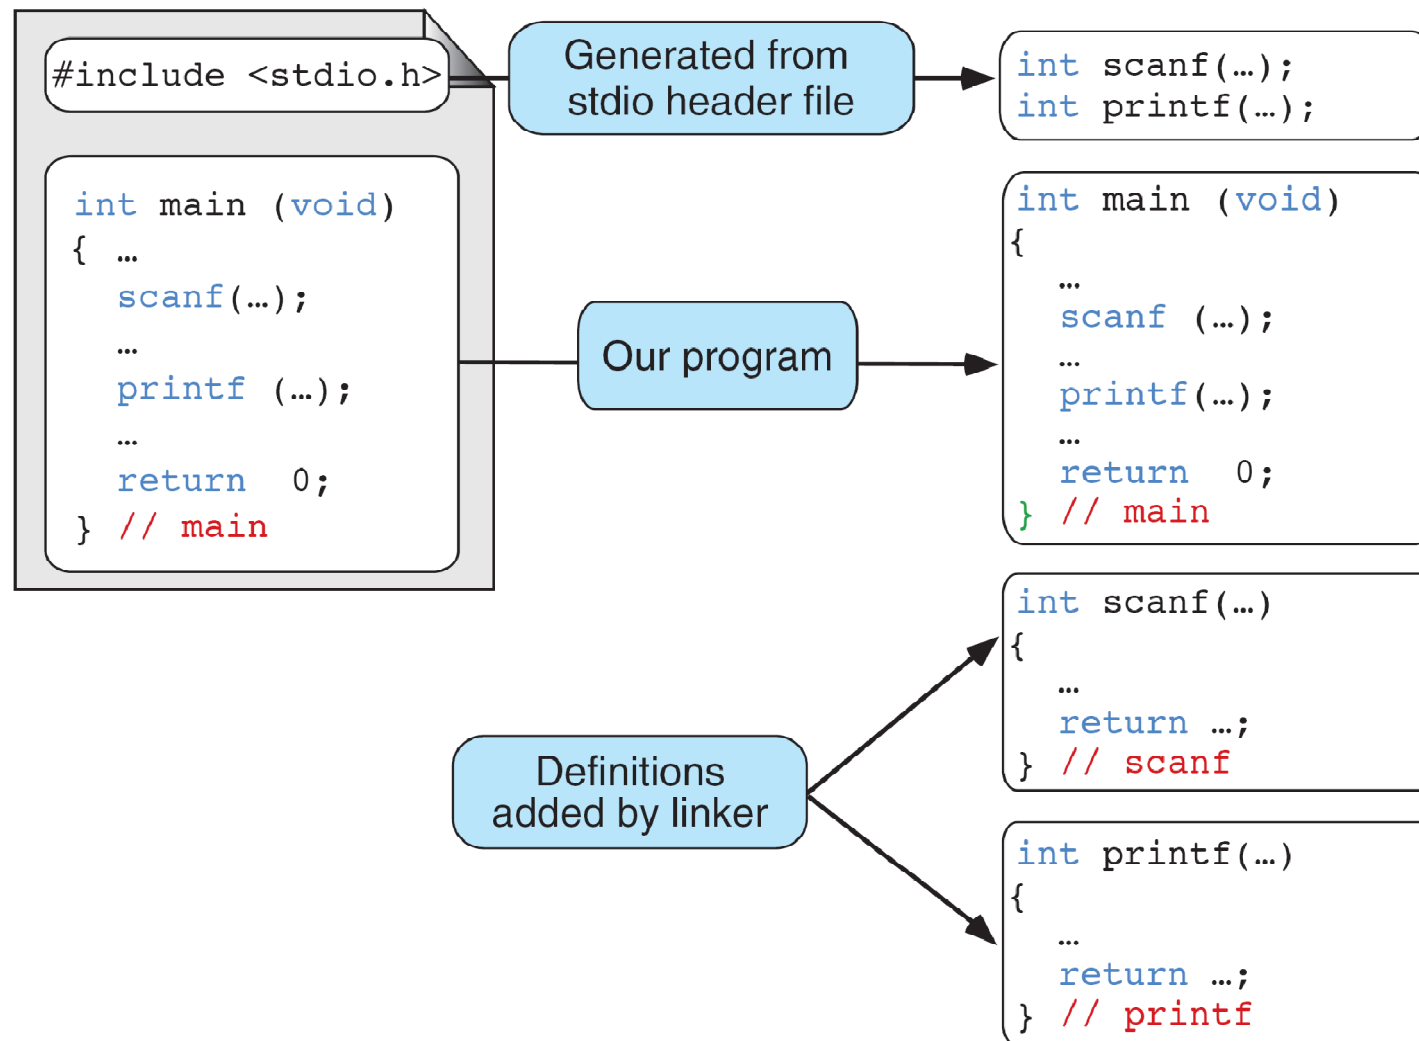 #include <stdio.h>
Generated from
stdio header file
int scanf(…);
int printf(…);
int main (void)
{ …
scanf(…);
…
printf (…);
…
return 0;
} // main
Our program
int main (void)
{
…
scanf (…);
…
printf(…);
…
return 0;
} // main
Definitions
added by linker
int scanf(…)
{
…
return …;
} // scanf
int printf(…)
{
…
return …;
} // printf